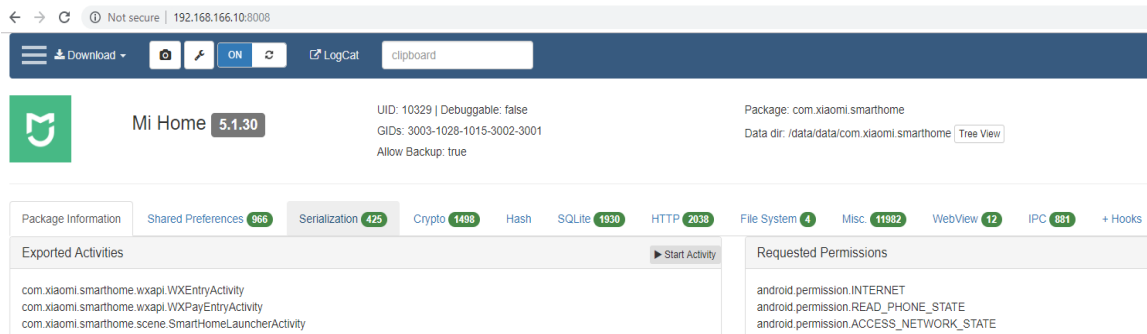 Not secure | 192.168.166.10:8008
Download ON LogCat clipboard
Mi Home 5.1.30
UID: 10329 | Debuggable: false
GIDs: 3003-1028-1015-3002-3001
Allow Backup: true
Package: com.xiaomi.smarthome
Data dir: /data/data/com.xiaomi.smarthome Tree View
Package Information Shared Preferences 966 Serialization 425 Crypto 1498 Hash SQLite 1930 HTTP 2038 File System 4 Misc. 11982 WebView 12 IPC 881 + Hooks
Exported Activities Start Activity
com.xiaomi.smarthome.wxapi.WXEntryActivity
com.xiaomi.smarthome.wxapi.WXPayEntryActivity
com.xiaomi.smarthome.scene.SmartHomeLauncherActivity
Requested Permissions
android.permission.INTERNET
android.permission.READ_PHONE_STATE
android.permission.ACCESS_NETWORK_STATE